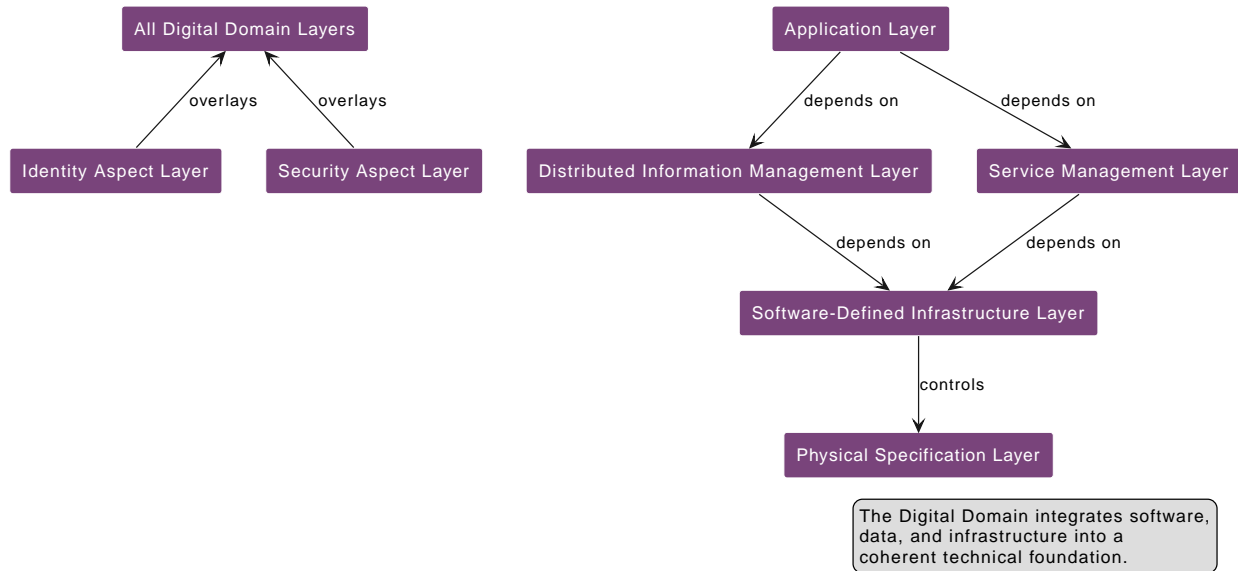 All Digital Domain Layers
Application Layer
overlays
overlays
depends on
depends on
Identity Aspect Layer
Security Aspect Layer
Distributed Information Management Layer
Service Management Layer
depends on
depends on
Software-Defined Infrastructure Layer
controls
Physical Specification Layer
The Digital Domain integrates software,
data, and infrastructure into a
coherent technical foundation.